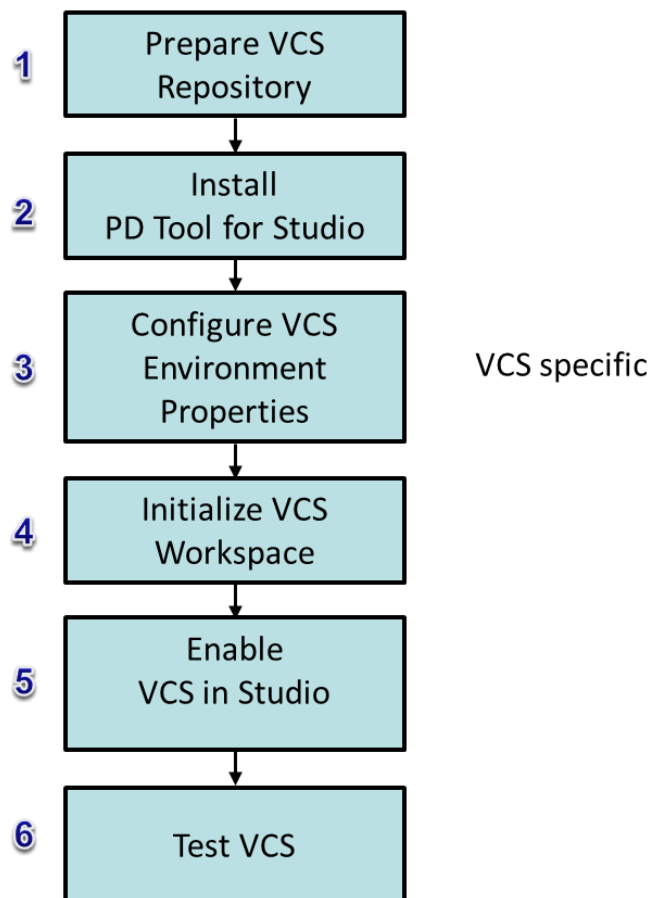 1
Prepare VCS
Repository
2
Install
PD Tool for Studio
3
Configure VCS
Environment
Properties
VCS specific
4
Initialize VCS
Workspace
5
Enable
VCS in Studio
6
Test VCS